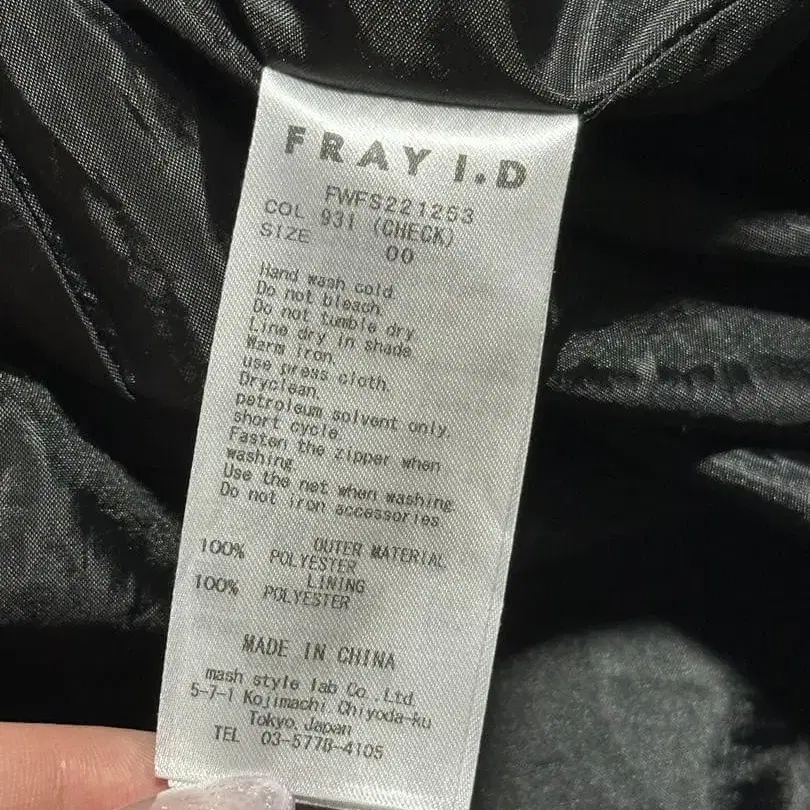 FRAY I.D
FWFS221253
COL 931 (CHECK)
SIZE 00
Hand wash cold.
Do not bleach.
Do not tumble dry
Line dry in shade
Warm iron.
use press cloth.
Dryclean.
petroleum solvent only.
short cycle.
Fasten the zipper when
washing.
Use the net when washing
Do not iron accessories
OUTER MATERIAL
100% POLYESTER
LINING
100% POLYESTER
MADE IN CHINA
mash style lab Co.,Ltd.
5-7-1 Kojimachi Chiyoda-ku
Tokyo, Japan
TEL 03-5778-4105